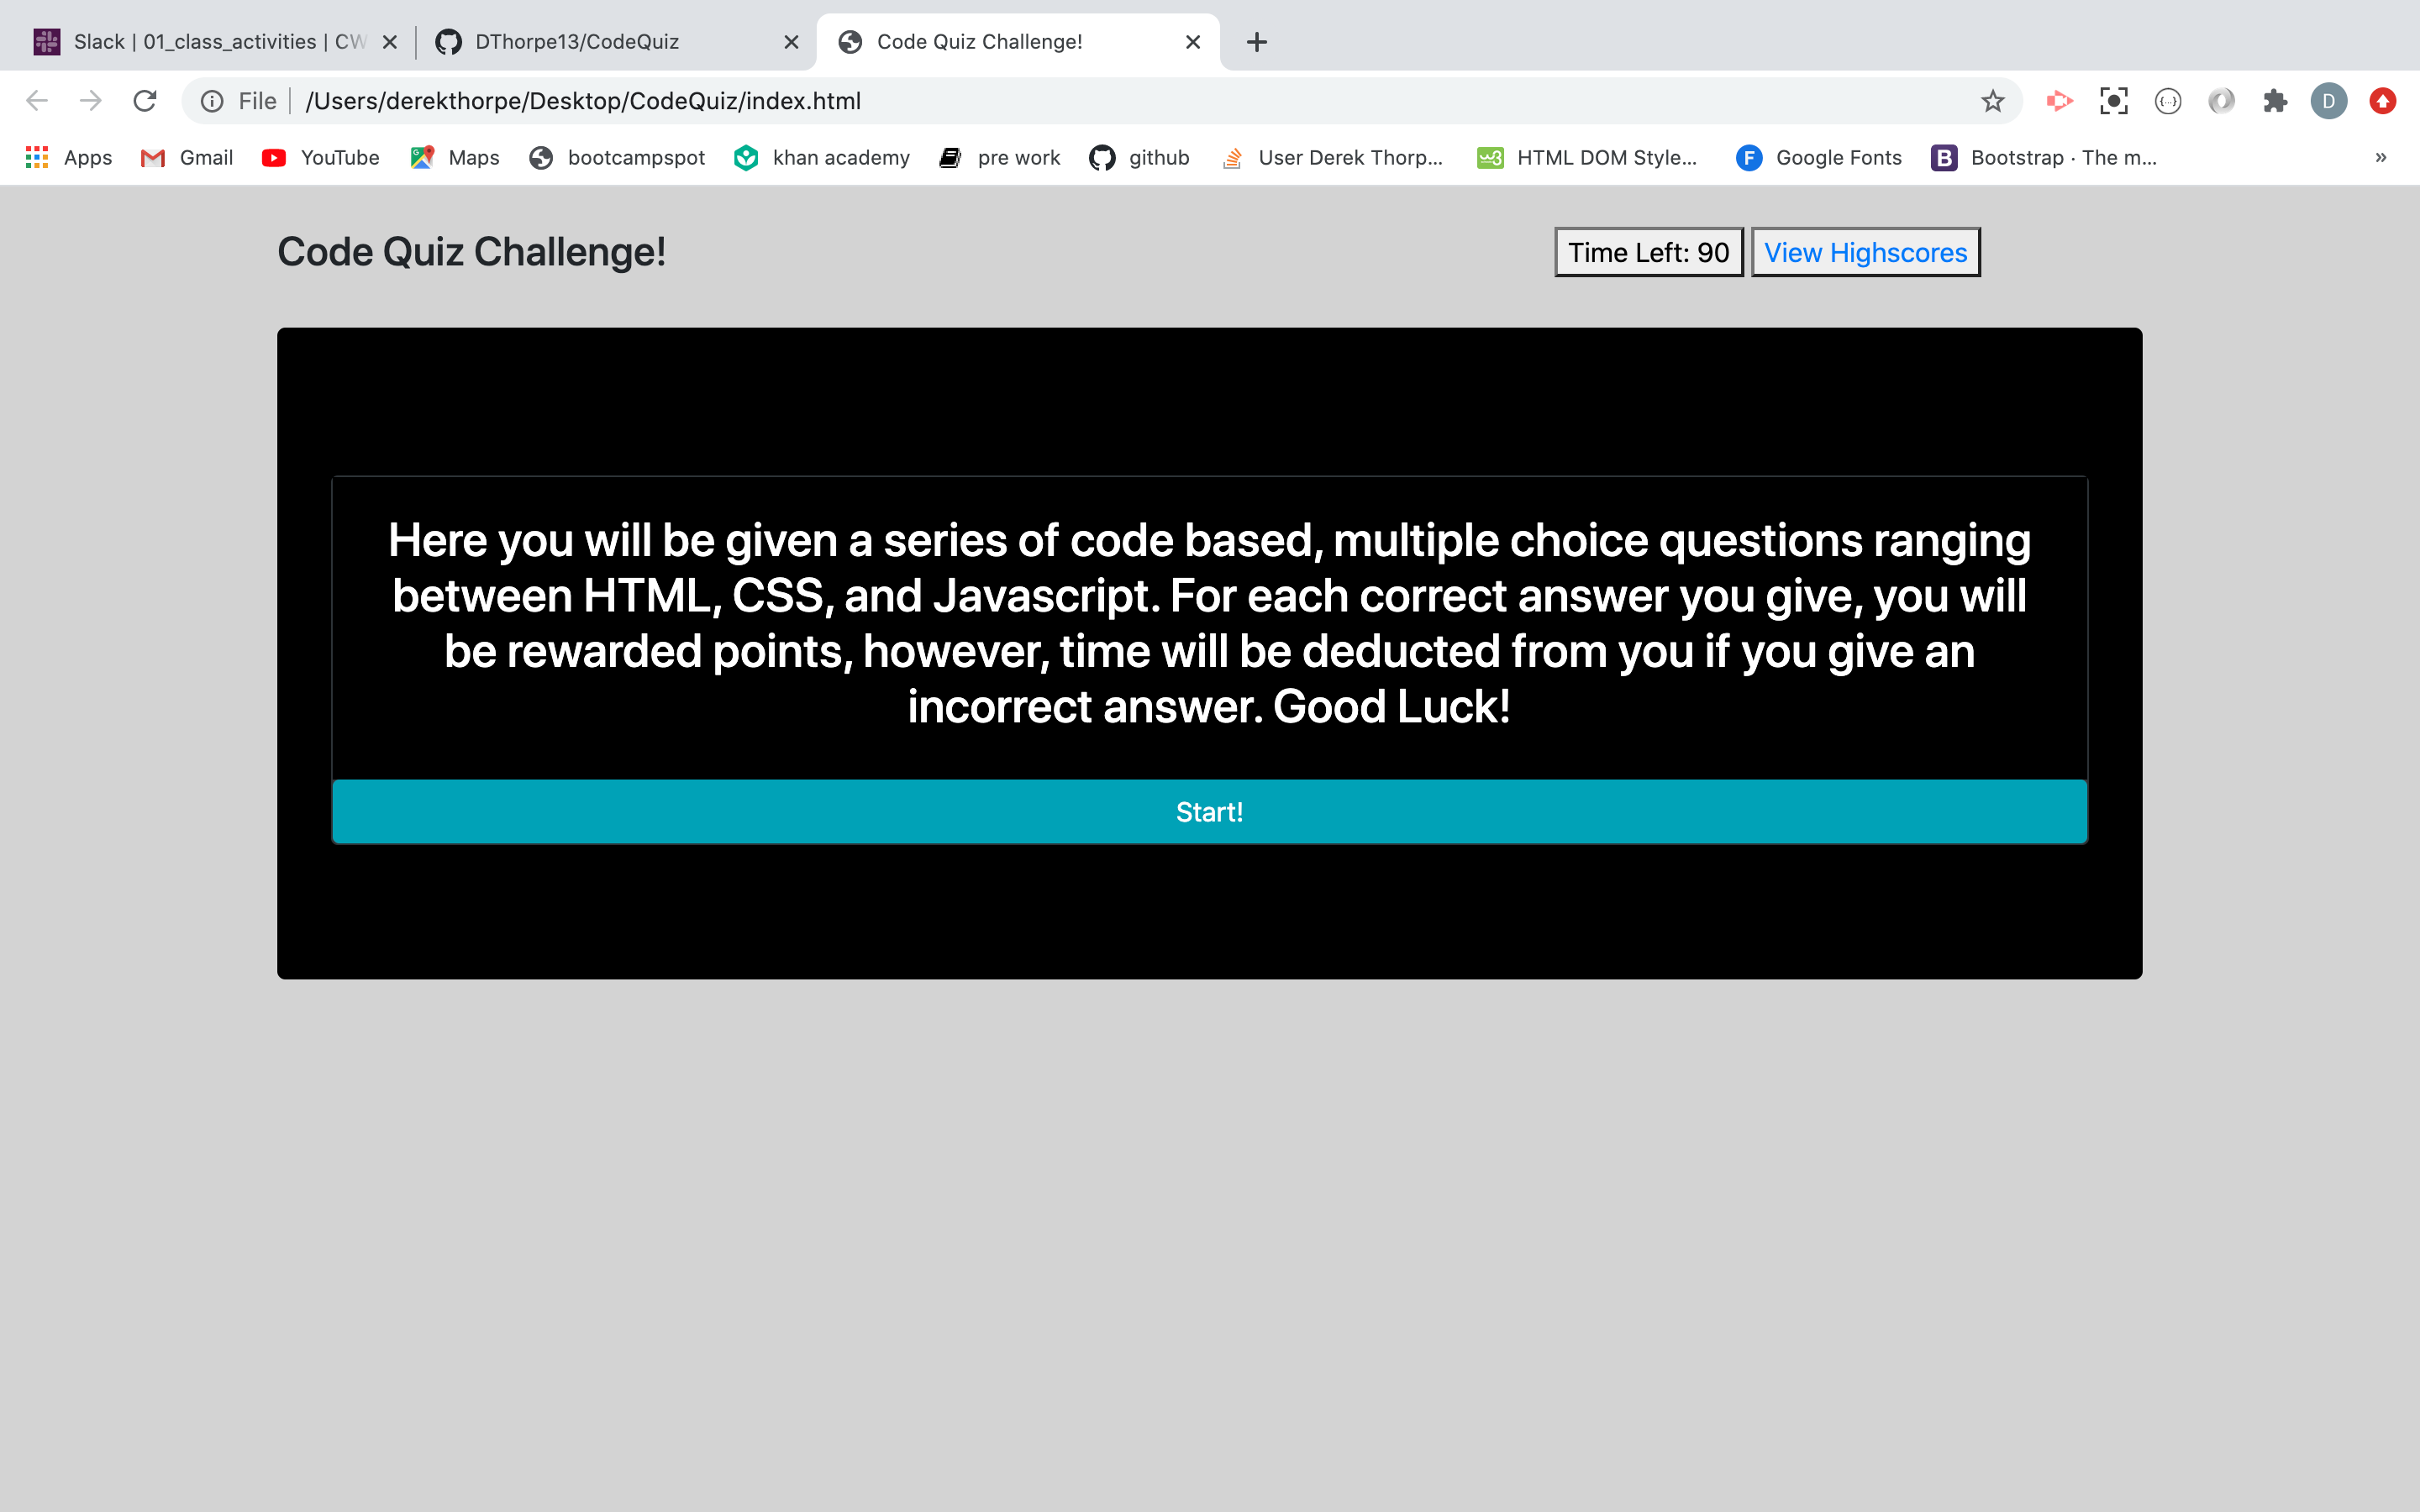 Slack | 01_class_activities | CW
DThorpe13/CodeQuiz
Code Quiz Challenge!
File | /Users/derekthorpe/Desktop/CodeQuiz/index.html
D
Apps Gmail YouTube Maps bootcampspot khan academy pre work github User Derek Thorp... HTML DOM Style... F Google Fonts B Bootstrap · The m... »
Code Quiz Challenge!
Time Left: 90 View Highscores
Here you will be given a series of code based, multiple choice questions ranging
between HTML, CSS, and Javascript. For each correct answer you give, you will
be rewarded points, however, time will be deducted from you if you give an
incorrect answer. Good Luck!
Start!